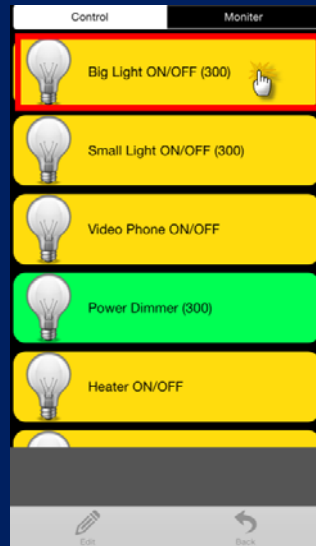 Control Moniter
Big Light ON/OFF (300)
Small Light ON/OFF (300)
Video Phone ON/OFF
Power Dimmer (300)
Heater ON/OFF
Edit Back